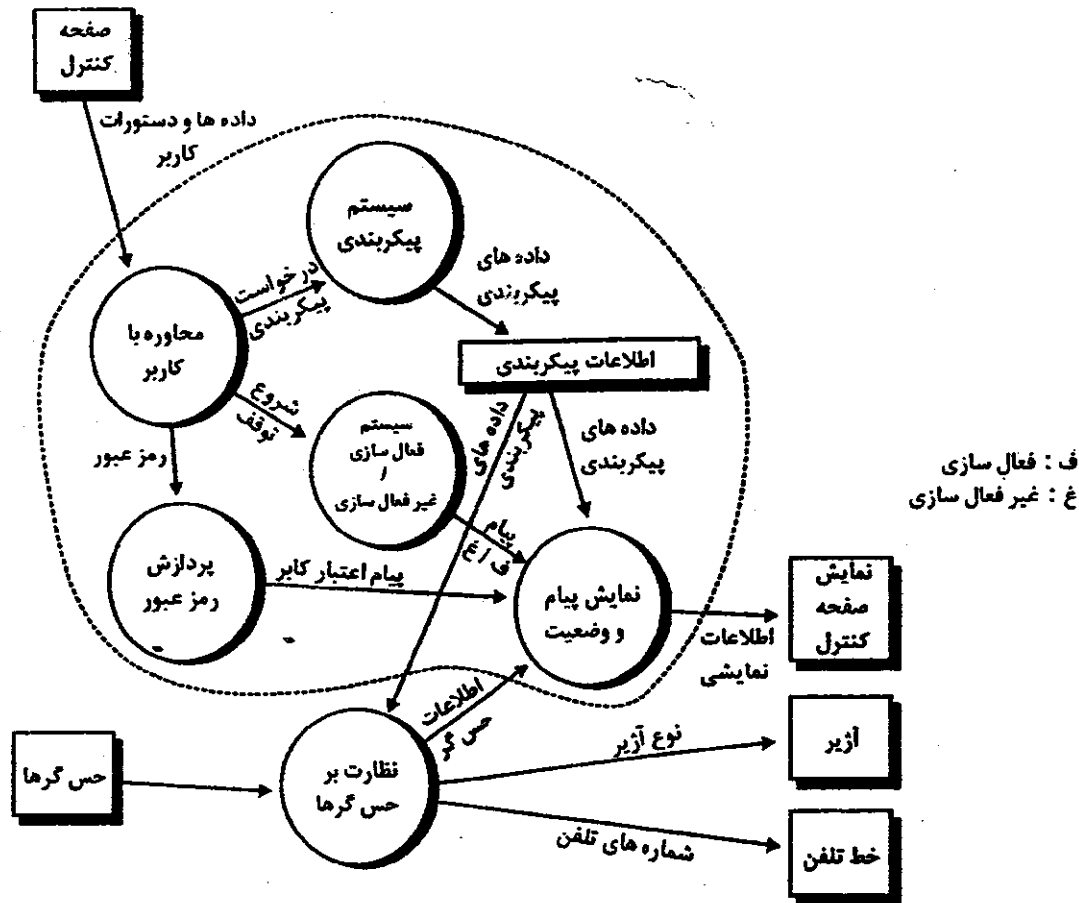 صفحه
کنترل
داده ها و دستورات
کاربر
سیستم
پیکربندی
داده های
پیکربندی
درخواست
پیکربندی
محاوره با
کاربر
اطلاعات پیکربندی
شروع
توقف
داده های
پیکربندی
داده های
پیکربندی
سیستم
فعال سازی
/
غیر فعال سازی
رمز عبور
ف : فعال سازی
غ : غیر فعال سازی
پیام
فا / غ
پردازش
رمز عبور
پیام اعتبار کابر
نمایش پیام
و وضعیت
اطلاعات
نمایشی
نمایش
صفحه
کنترل
اطلاعات
حس گر
حس گرها
نظارت بر
حس گرها
نوع آژیر
آژیر
شماره های تلفن
خط تلفن